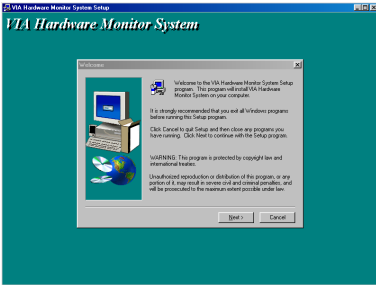 VIA Hardware Monitor System Setup
VIA Hardware Monitor System
Welcome
Welcome to the VIA Hardware Monitor System Setup
program. This program will install VIA Hardware
Monitor System on your computer.
It is strongly recommended that you exit all Windows programs
before running this Setup program.
Click Cancel to quit Setup and then close any programs you
have running. Click Next to continue with the Setup program.
WARNING: This program is protected by copyright law and
international treaties.
Unauthorized reproduction or distribution of this program, or any
portion of it, may result in severe civil and criminal penalties, and
will be prosecuted to the maximum extent possible under law.
Next >
Cancel